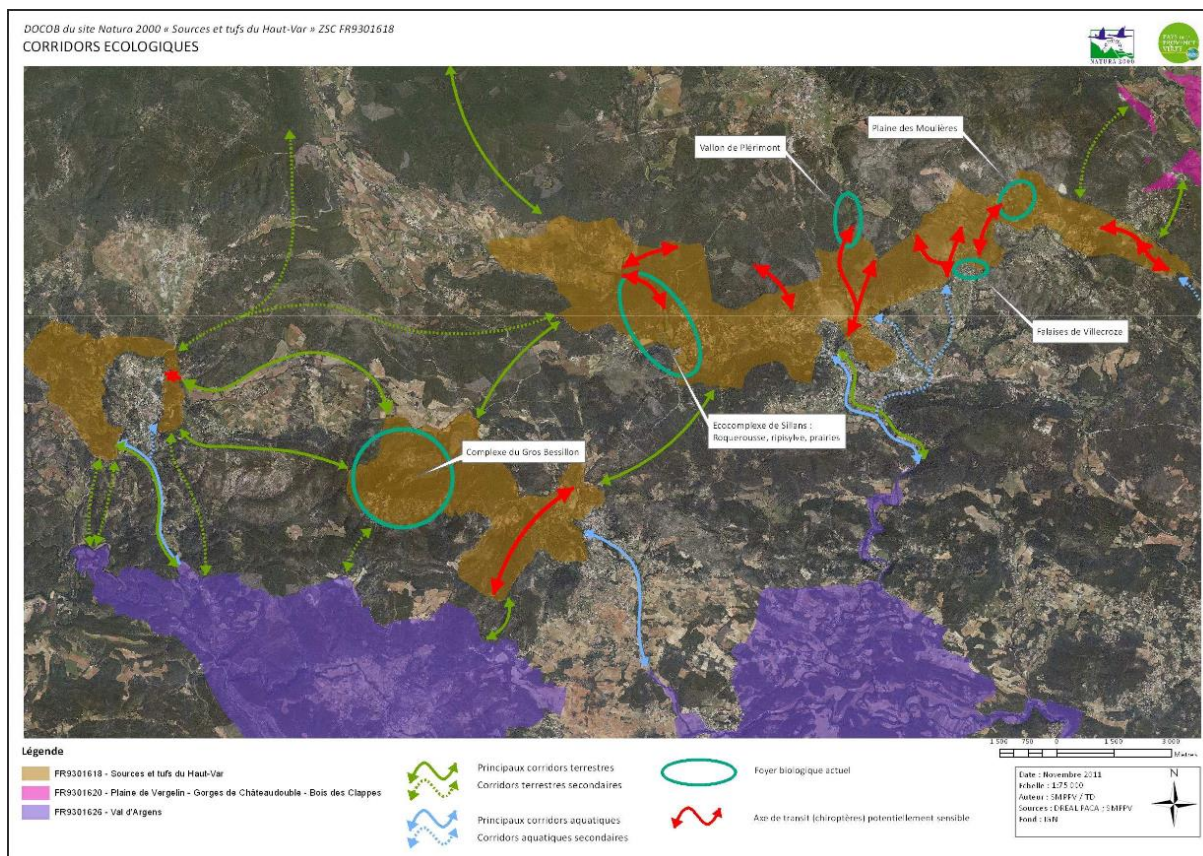 DOCOB du site Natura 2000 « Sources et tufs du Haut-Var » ZSC FR9301618
CORRIDORS ECOLOGIQUES
NATURA 2000
Plaine des Moulières
Vallon de Plérimont
Falaises de Villecroze
Ecocomplexe de Sillans :
Roquerousse, ripisylve, prairies
Complexe du Gros Bessillon
Légende
FR9301618 - Sources et tufs du Haut-Var
FR9301620 - Plaine de Vergelin - Gorges de Châteaudouble - Bois des Clappes
FR9301626 - Val d'Argens
Principaux corridors terrestres
Corridors terrestres secondaires
Principaux corridors aquatiques
Corridors aquatiques secondaires
Foyer biologique actuel
Axe de transit (chiroptères) potentiellement sensible
1 500 750 0 1 500 3 000
Mètres
Date : Novembre 2011
Echelle : 1:75 000
Auteur : SMPPV / TD
Sources : DREAL PACA ; SMPPV
Fond : IGN
N